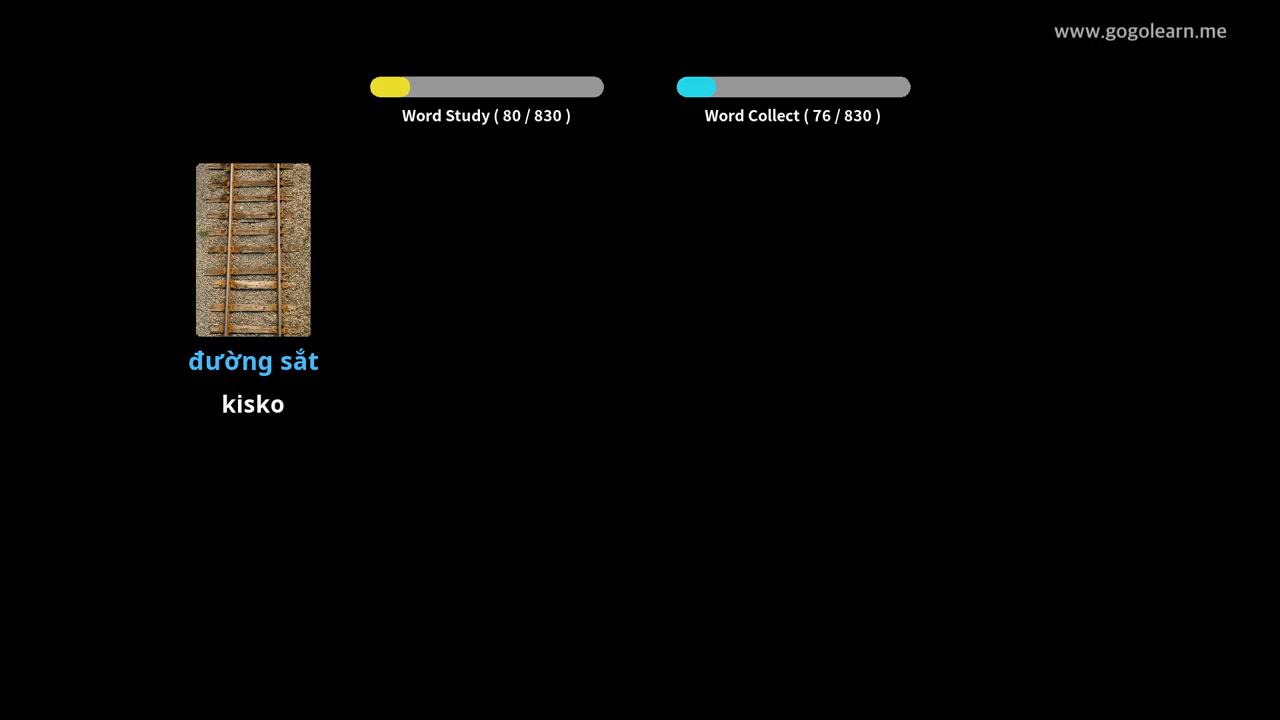 www.gogolearn.me
Word Study ( 80 / 830 )
Word Collect ( 76 / 830 )
đường sắt
kisko